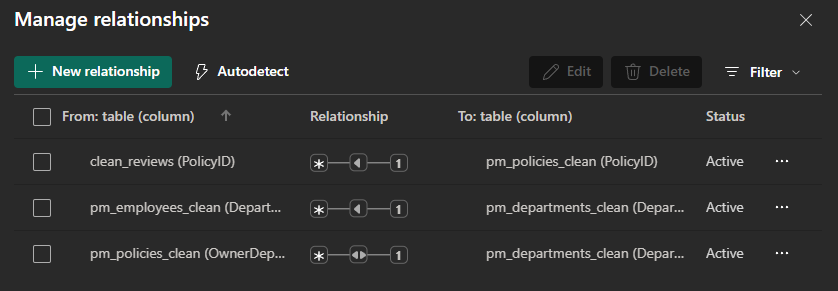 Manage relationships
New relationship Autodetect Edit Delete Filter
From: table (column) Relationship To: table (column) Status
clean_reviews (PolicyID) * 1 pm_policies_clean (PolicyID) Active ...
pm_employees_clean (Depart... * 1 pm_departments_clean (Depar... Active ...
pm_policies_clean (OwnerDep... * 1 pm_departments_clean (Depar... Active ...